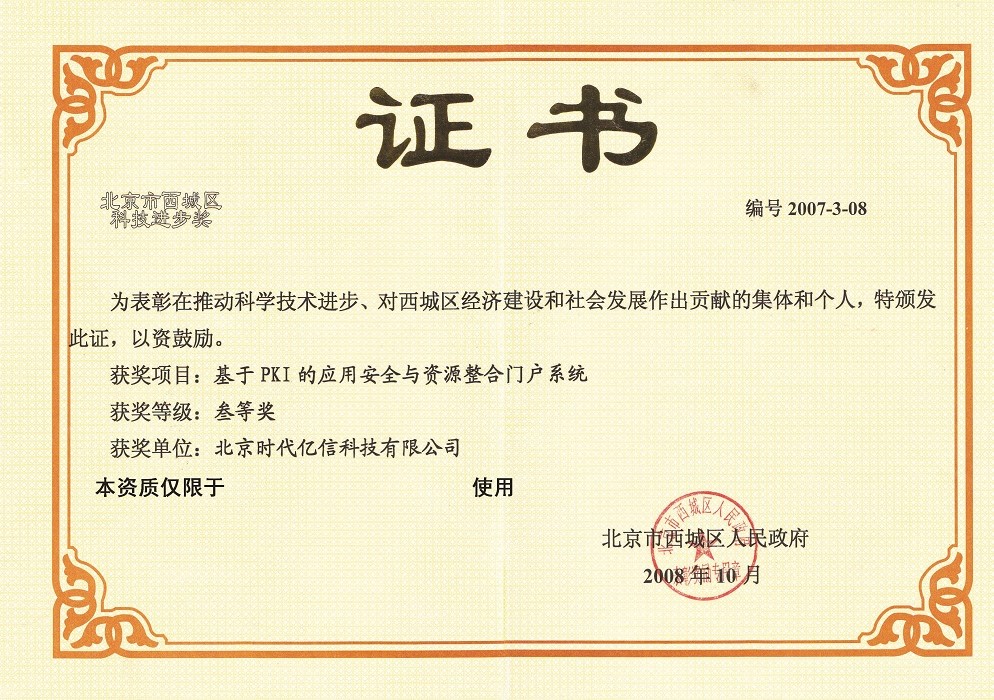 证书
北京市西城区
科技进步奖
编号 2007-3-08
为表彰在推动科学技术进步、对西城区经济建设和社会发展作出贡献的集体和个人，特颁发
此证，以资鼓励。
获奖项目：基于 PKI 的应用安全与资源整合门户系统
获奖等级：叁等奖
获奖单位：北京时代亿信科技有限公司
本资质仅限于 使用
北京市西城区人民政府
北京市西城区人民政府
2008 年 10 月